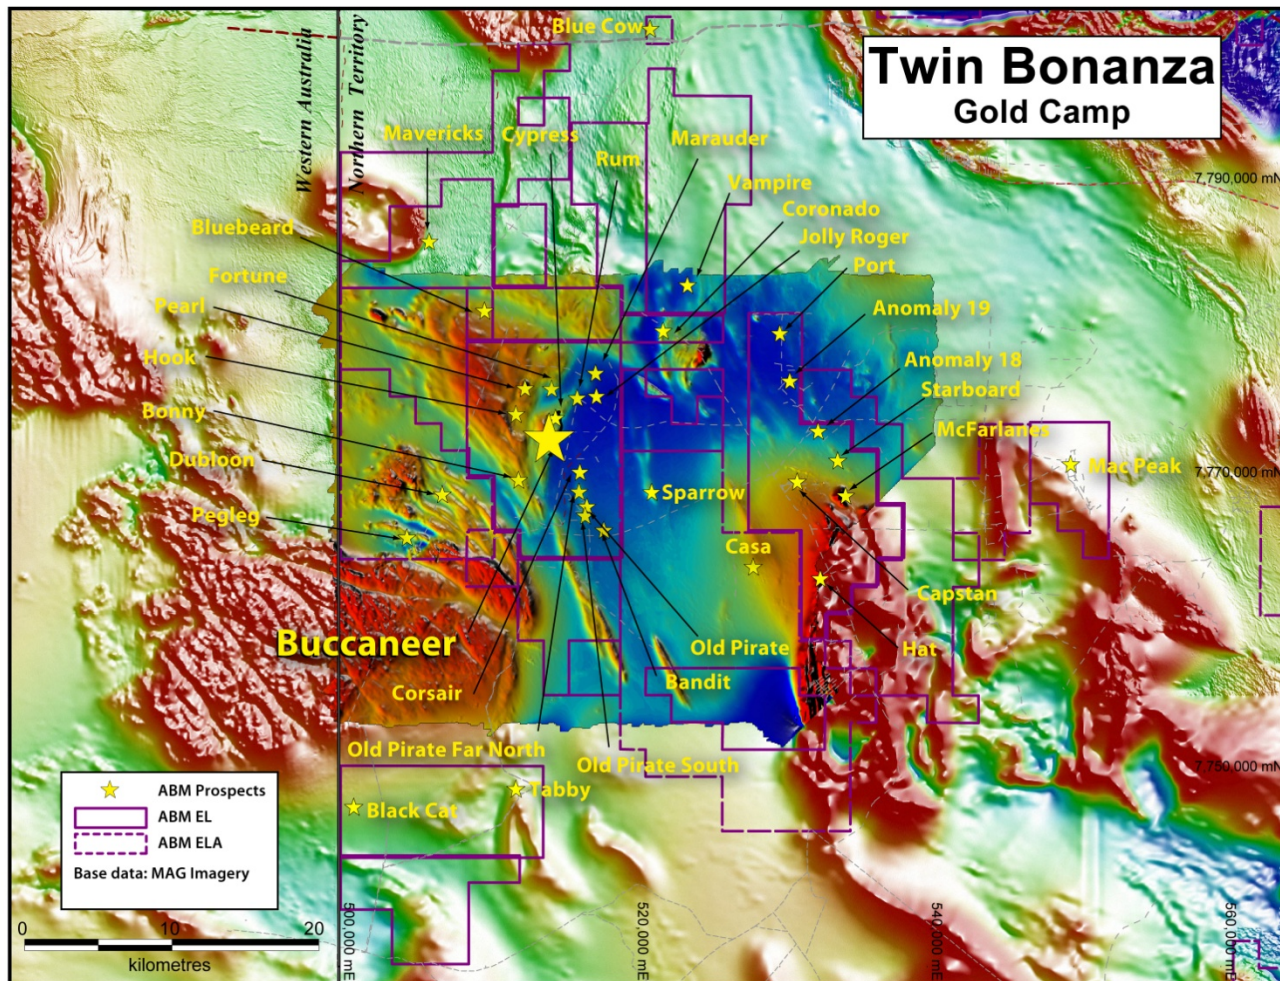 Blue Cow
Twin Bonanza
Gold Camp
Western Australia
Northern Territory
Mavericks
Cypress
Marauder
Rum
Vampire
7,790,000 mN
Coronado
Bluebeard
Jolly Roger
Port
Fortune
Pearl
Anomaly 19
Hook
Anomaly 18
Starboard
Bonny
McFarlanes
Dubloon
Mac Peak
7,770,000 mN
Sparrow
Pegleg
Casa
Capstan
Buccaneer
Old Pirate
Hat
Bandit
Corsair
Old Pirate Far North
Old Pirate South
7,750,000 mN
Tabby
Black Cat
ABM Prospects
ABM EL
ABM ELA
Base data: MAG Imagery
0
10
20
kilometres
500,000 mE
520,000 mE
540,000 mE
560,000 mE